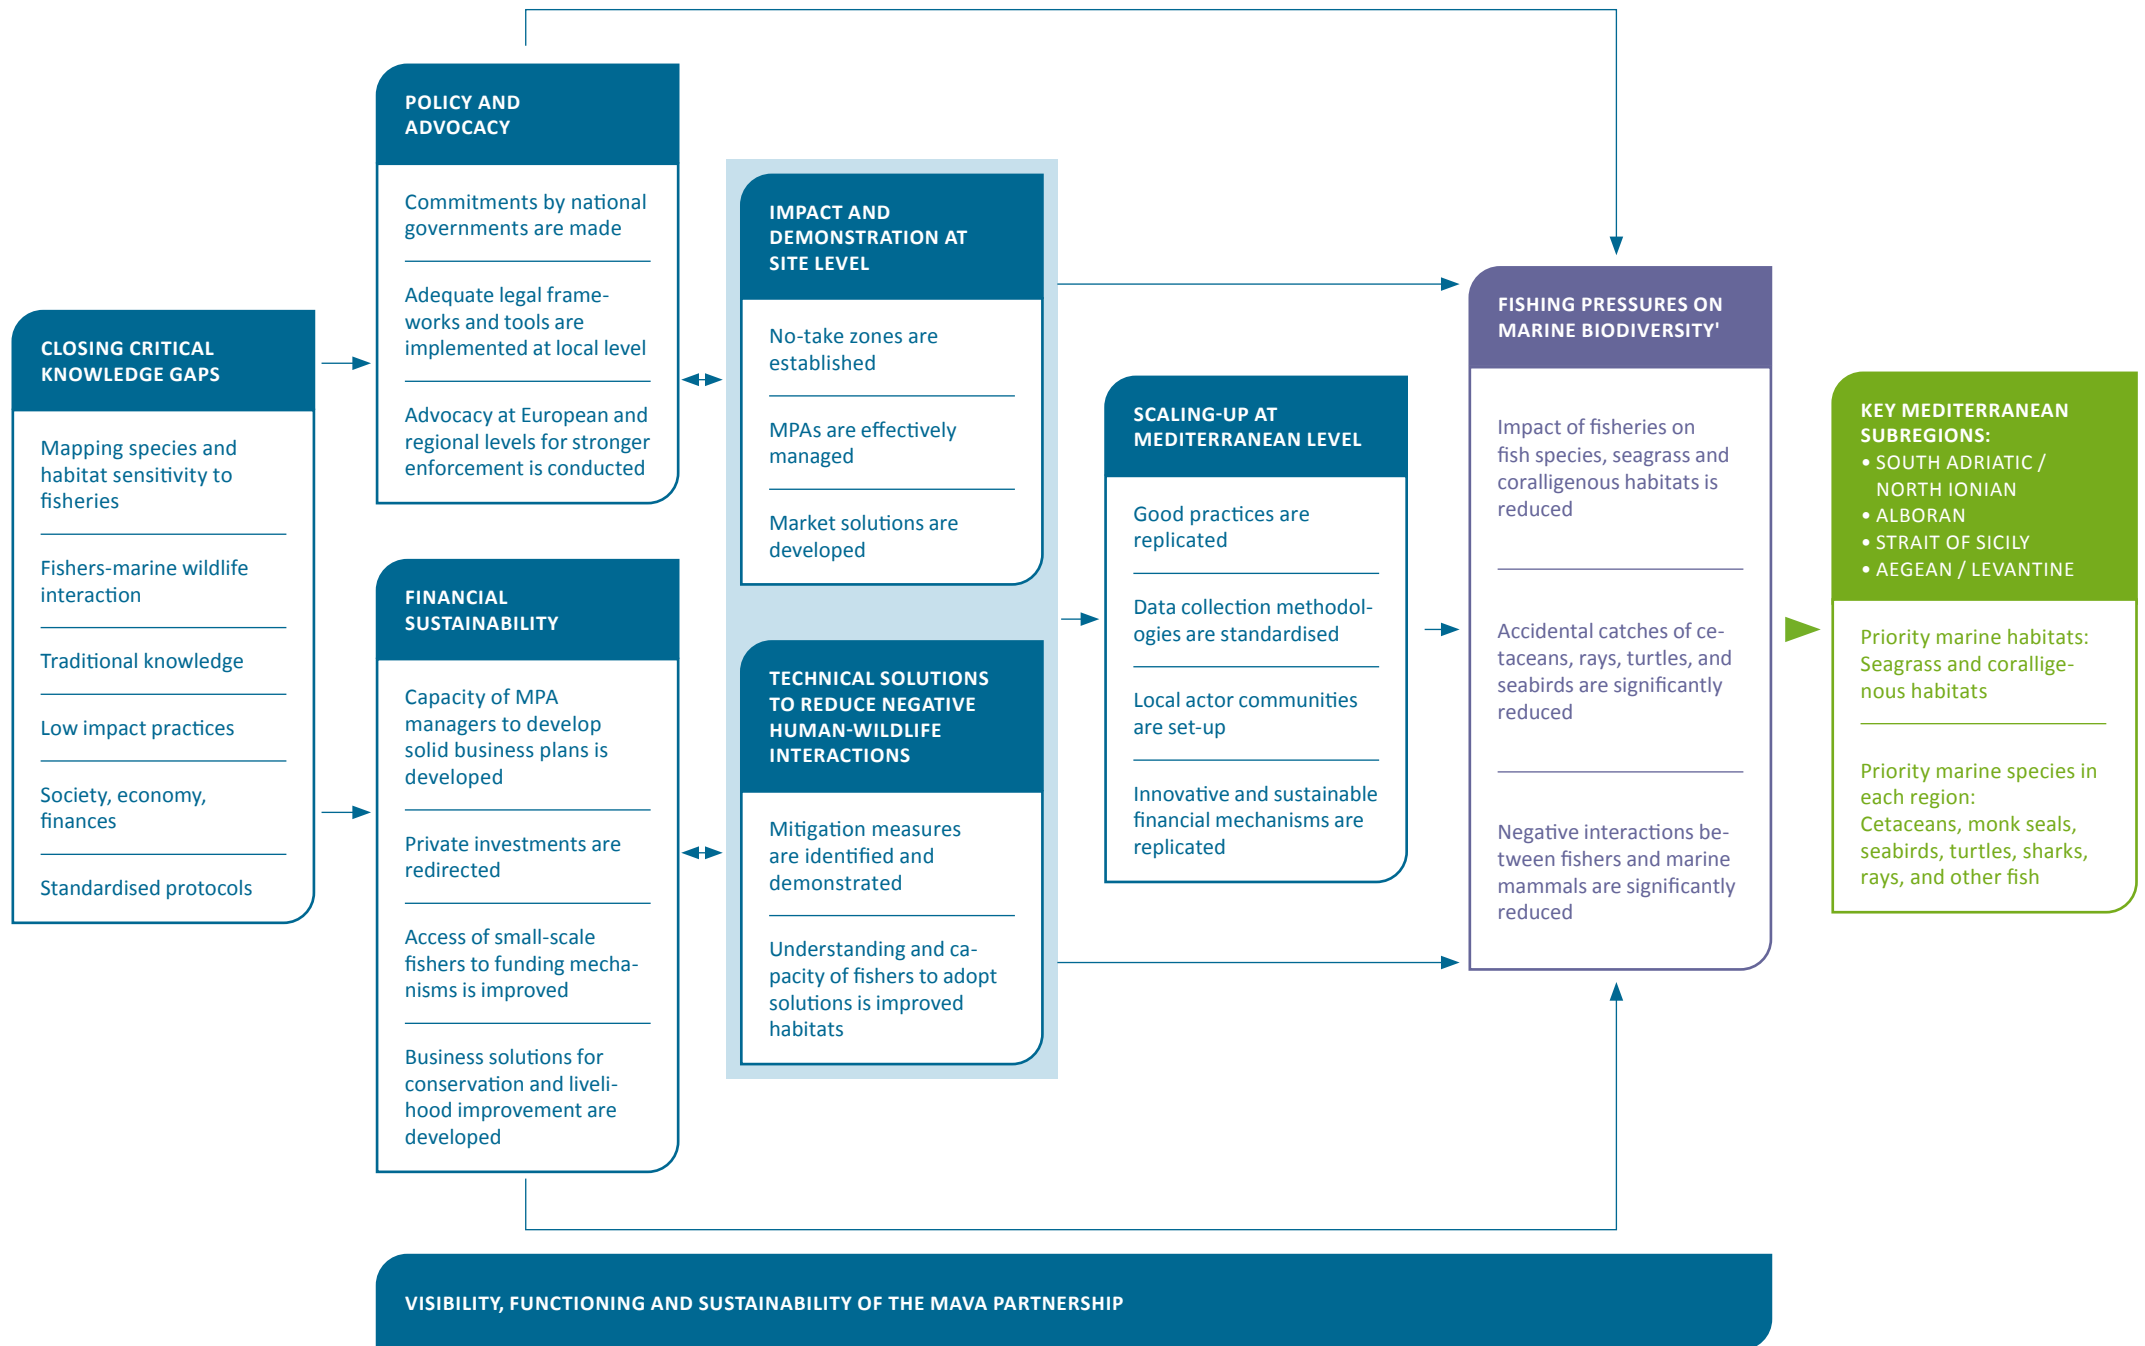 CLOSING CRITICAL
KNOWLEDGE GAPS
Mapping species and
habitat sensitivity to
fisheries
Fishers-marine wildlife
interaction
Traditional knowledge
Low impact practices
Society, economy,
finances
Standardised protocols
POLICY AND
ADVOCACY
Commitments by national
governments are made
Adequate legal frame-
works and tools are
implemented at local level
Advocacy at European and
regional levels for stronger
enforcement is conducted
FINANCIAL
SUSTAINABILITY
Capacity of MPA
managers to develop
solid business plans is
developed
Private investments are
redirected
Access of small-scale
fishers to funding mecha-
nisms is improved
Business solutions for
conservation and liveli-
hood improvement are
developed
IMPACT AND
DEMONSTRATION AT
SITE LEVEL
No-take zones are
established
MPAs are effectively
managed
Market solutions are
developed
TECHNICAL SOLUTIONS
TO REDUCE NEGATIVE
HUMAN-WILDLIFE
INTERACTIONS
Mitigation measures
are identified and
demonstrated
Understanding and ca-
pacity of fishers to adopt
solutions is improved
habitats
SCALING-UP AT
MEDITERRANEAN LEVEL
Good practices are
replicated
Data collection methodol-
ogies are standardised
Local actor communities
are set-up
Innovative and sustainable
financial mechanisms are
replicated
FISHING PRESSURES ON
MARINE BIODIVERSITY'
Impact of fisheries on
fish species, seagrass and
coralligenous habitats is
reduced
Accidental catches of ce-
taceans, rays, turtles, and
seabirds are significantly
reduced
Negative interactions be-
tween fishers and marine
mammals are significantly
reduced
KEY MEDITERRANEAN
SUBREGIONS:
• SOUTH ADRIATIC /
NORTH IONIAN
• ALBORAN
• STRAIT OF SICILY
• AEGEAN / LEVANTINE
Priority marine habitats:
Seagrass and corallige-
nous habitats
Priority marine species in
each region:
Cetaceans, monk seals,
seabirds, turtles, sharks,
rays, and other fish
VISIBILITY, FUNCTIONING AND SUSTAINABILITY OF THE MAVA PARTNERSHIP